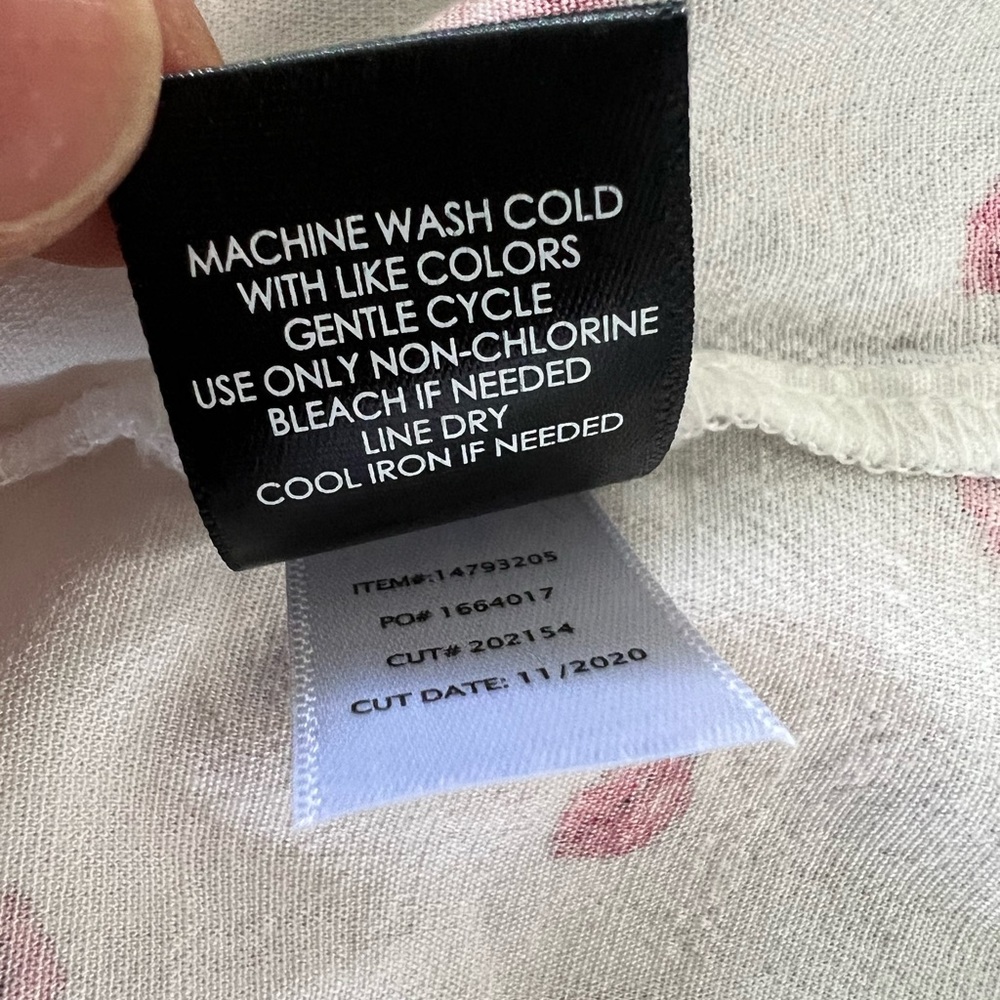 MACHINE WASH COLD
WITH LIKE COLORS
GENTLE CYCLE
USE ONLY NON-CHLORINE
BLEACH IF NEEDED
LINE DRY
COOL IRON IF NEEDED
ITEM#:14793205
PO# 1664017
CUT# 202154
CUT DATE: 11/2020